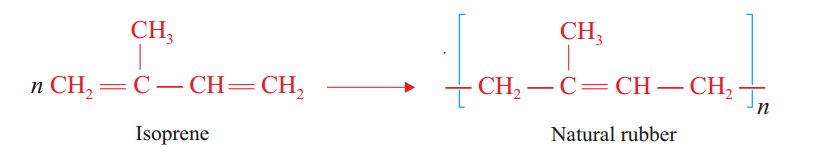 CH₃ CH₃
n CH₂ = C — CH = CH₂ → [ — CH₂ — C = CH — CH₂ — ]n
Isoprene Natural rubber